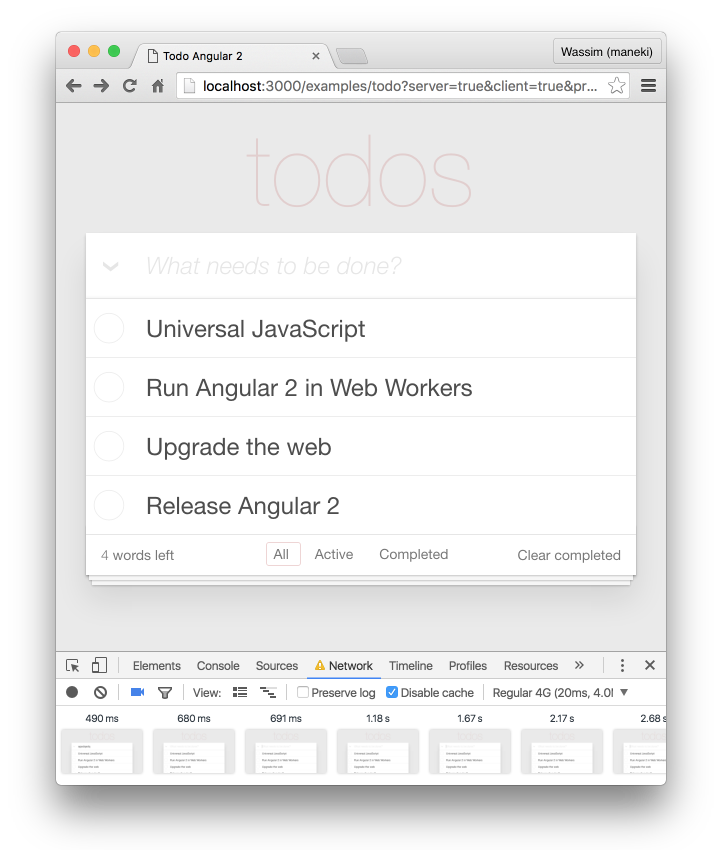 Todo Angular 2
Wassim (maneki)
localhost:3000/examples/todo?server=true&client=true&pr...
todos
What needs to be done?
Universal JavaScript
Run Angular 2 in Web Workers
Upgrade the web
Release Angular 2
4 words left All Active Completed Clear completed
Elements Console Sources Network Timeline Profiles Resources »
View: Preserve log Disable cache Regular 4G (20ms, 4.0
490 ms 680 ms 691 ms 1.18 s 1.67 s 2.17 s 2.68 s